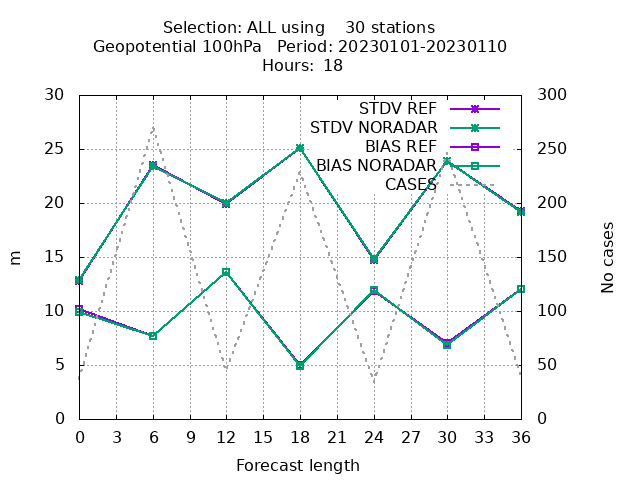 Selection: ALL using    30 stations
Geopotential 100hPa   Period: 20230101-20230110
Hours: 18
30
25
20
15
10
5
0
m
300
250
200
150
100
50
0
No cases
STDV REF
STDV NORADAR
BIAS REF
BIAS NORADAR
CASES
0 3 6 9 12 15 18 21 24 27 30 33 36
Forecast length